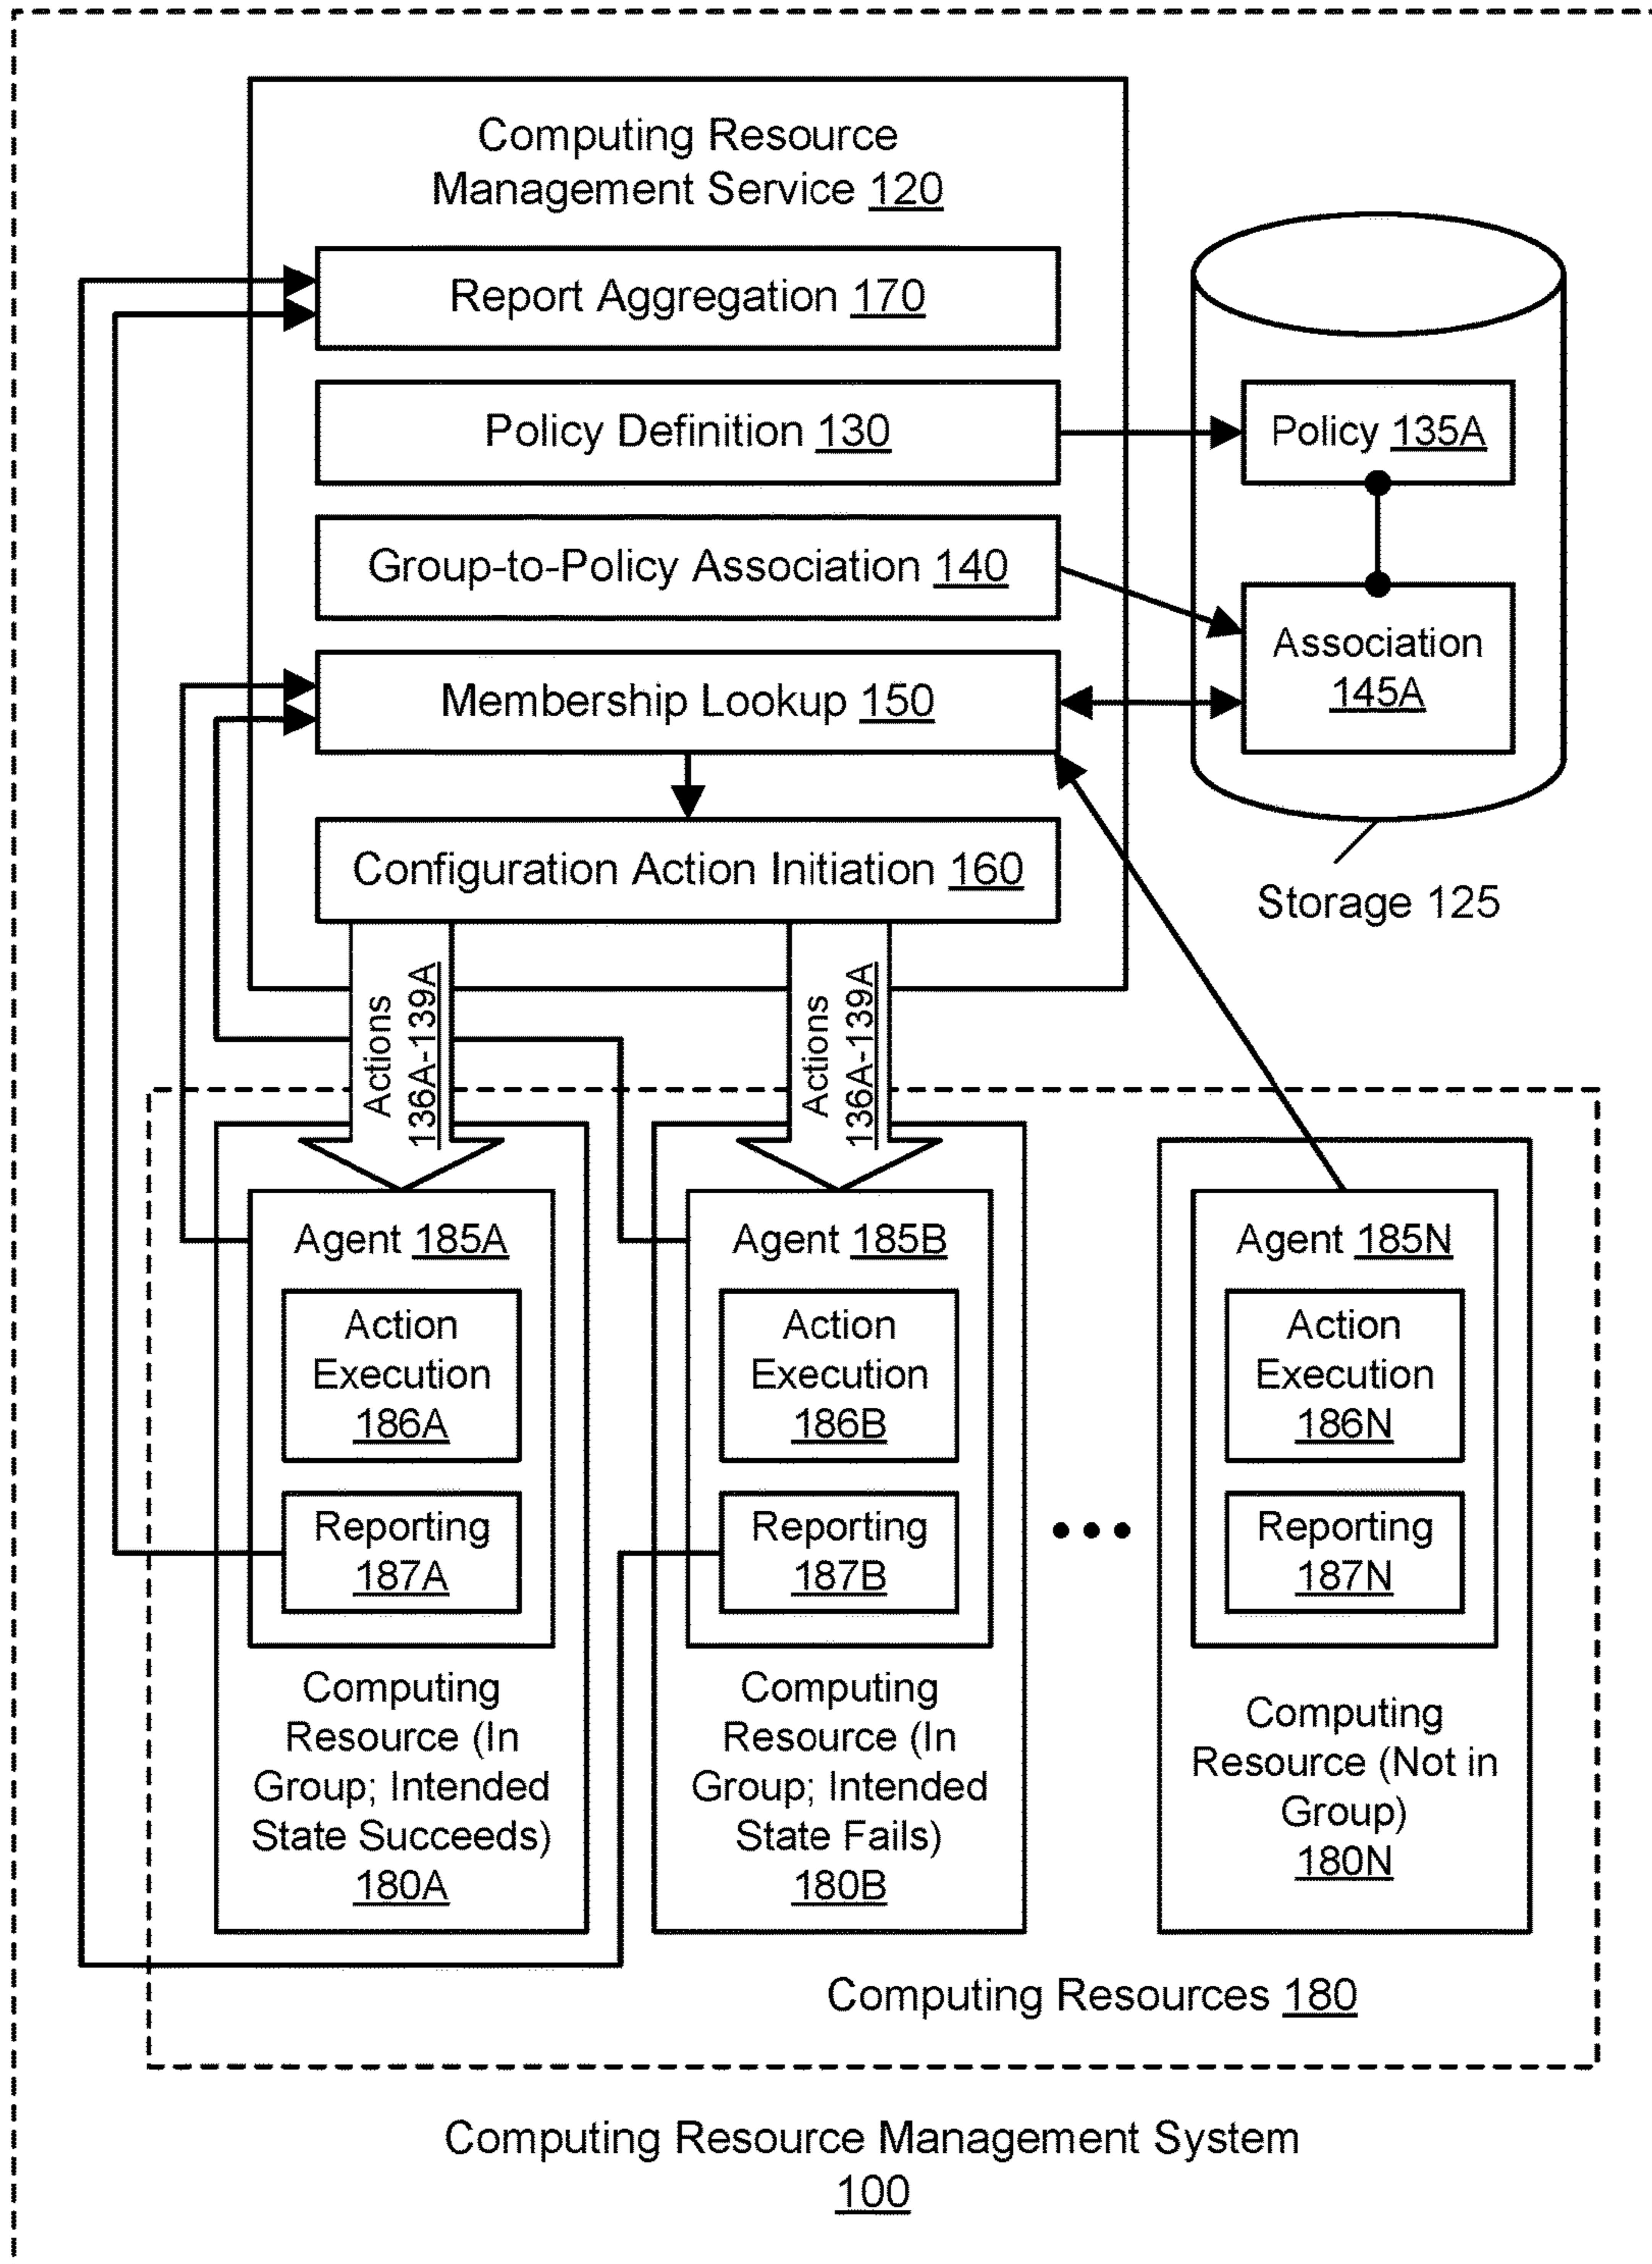 Computing Resource
Management Service 120
Report Aggregation 170
Policy Definition 130
Policy 135A
Group-to-Policy Association 140
Association
145A
Membership Lookup 150
Configuration Action Initiation 160
Storage 125
Actions
136A-139A
Actions
136A-139A
Agent 185A
Action
Execution
186A
Reporting
187A
Computing
Resource (In
Group; Intended
State Succeeds)
180A
Agent 185B
Action
Execution
186B
Reporting
187B
Computing
Resource (In
Group; Intended
State Fails)
180B
Agent 185N
Action
Execution
186N
Reporting
187N
Computing
Resource (Not in
Group)
180N
Computing Resources 180
Computing Resource Management System
100